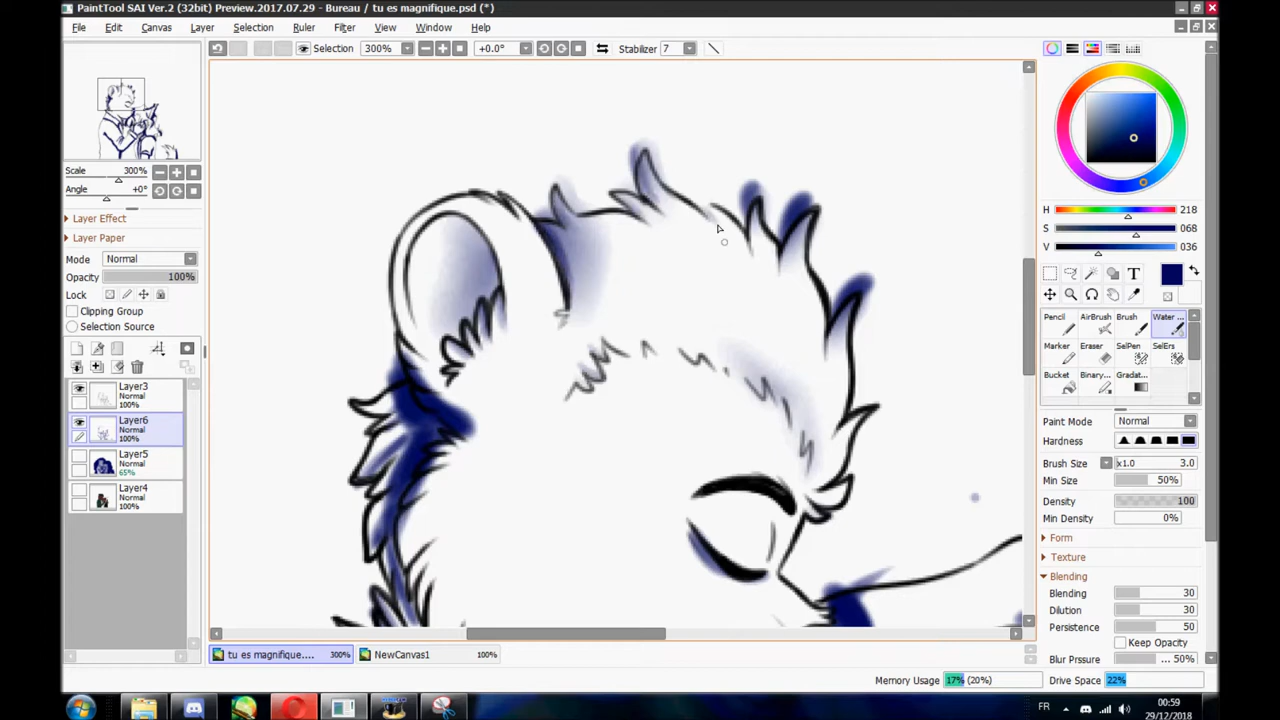 PaintTool SAI Ver.2 (32bit) Preview.2017.07.29 - Bureau / tu es magnifique.psd (*)
File Edit Canvas Layer Selection Ruler Filter View Window Help
Selection 300% +0.0° Stabilizer 7
Scale 300%
Angle +0°
Layer Effect
Layer Paper
Mode Normal
Opacity 100%
Lock
Clipping Group
Selection Source
Layer3
Normal
100%
Layer6
Normal
100%
Layer5
Normal
65%
Layer4
Normal
100%
H 218
S 068
V 036
T
Pencil AirBrush Brush Water ...
Marker Eraser SelPen SelErs
Bucket Binary... Gradat...
Paint Mode Normal
Hardness
Brush Size x1.0 3.0
Min Size 50%
Density 100
Min Density 0%
Form
Texture
Blending
Blending 30
Dilution 30
Persistence 50
Keep Opacity
Blur Prssure ... 50%
tu es magnifique.... 300% NewCanvas1 100%
Memory Usage 17% (20%) Drive Space 22%
FR
00:59
29/12/2018